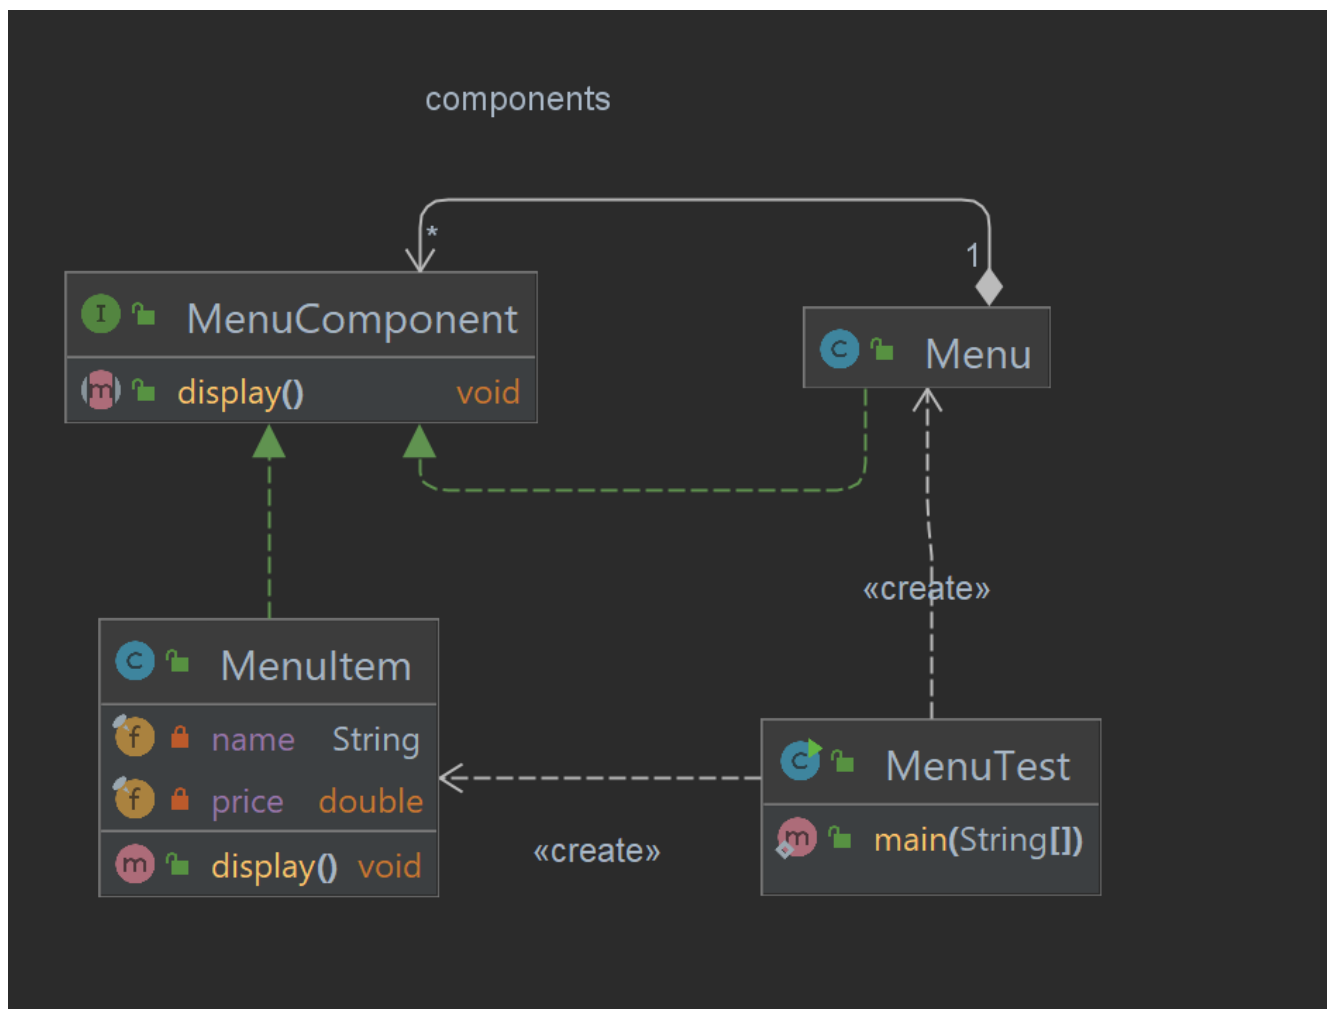 components
*
1
I MenuComponent
m display() void
C Menu
«create»
C MenuItem
f name String
f price double
m display() void
«create»
C MenuTest
m main(String[])